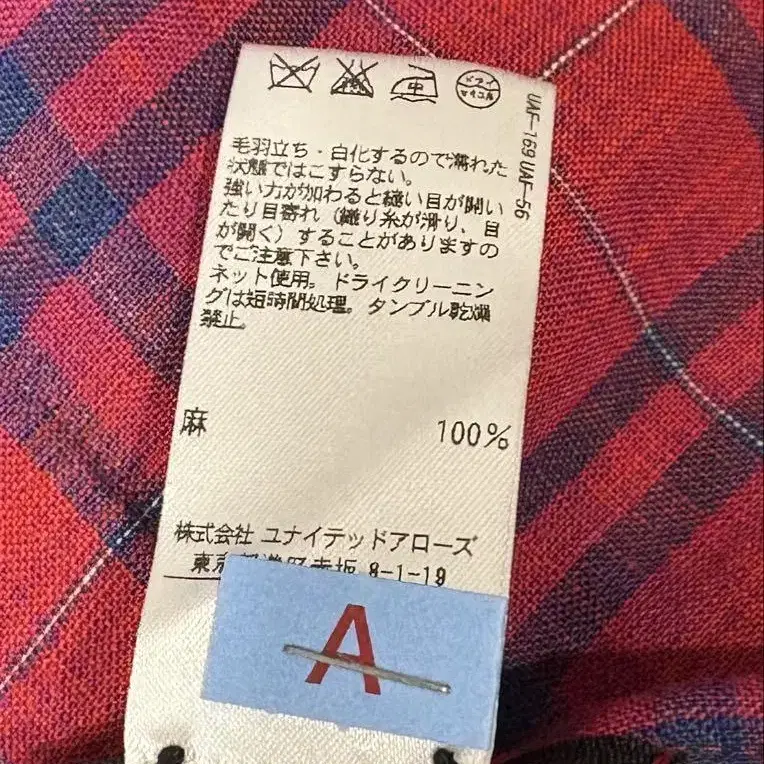 中
ドライ
UAF-169 UAF-56
毛羽立ち・白化するので濡れた
状態ではこすらない。
強い力が加わると縫い目が開い
たり目寄れ（織り糸が滑り、目
が開く）することがありますの
でご注意下さい。
ネット使用。ドライクリーニン
グは短時間処理。タンブル乾燥
禁止。
麻 100%
株式会社 ユナイテッドアローズ
東京都港区赤坂 8-1-19
A